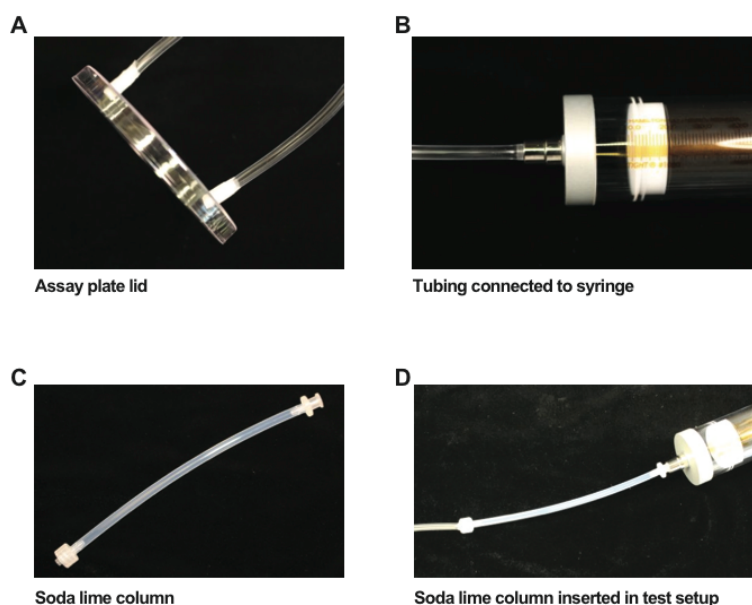 A
B
Assay plate lid
Tubing connected to syringe
C
D
Soda lime column
Soda lime column inserted in test setup